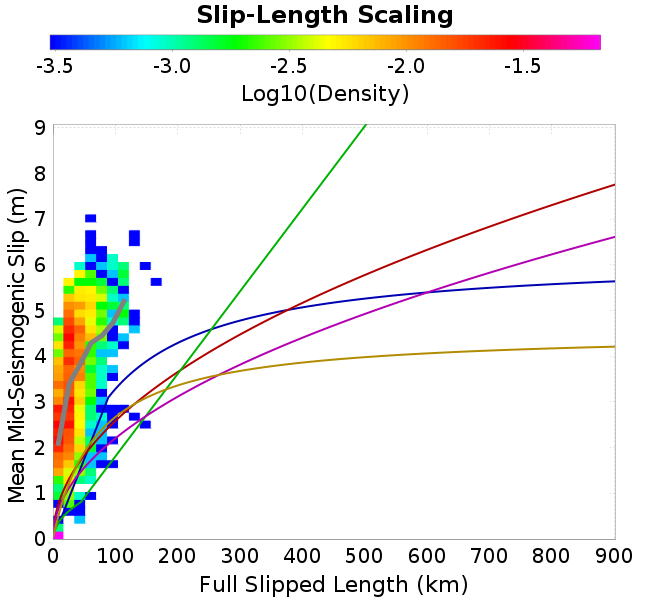 Slip-Length Scaling
-3.5 -3.0 -2.5 -2.0 -1.5
Log10(Density)
Mean Mid-Seismogenic Slip (m)
9
8
7
6
5
4
3
2
1
0
0 100 200 300 400 500 600 700 800 900
Full Slipped Length (km)